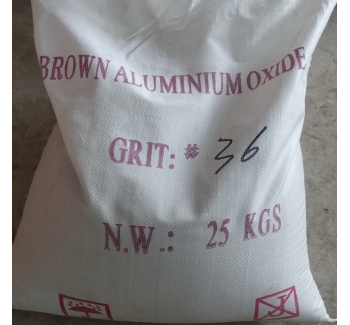 BROWN ALUMINIUM OXIDE
GRIT: # 36
N.W.: 25 KGS